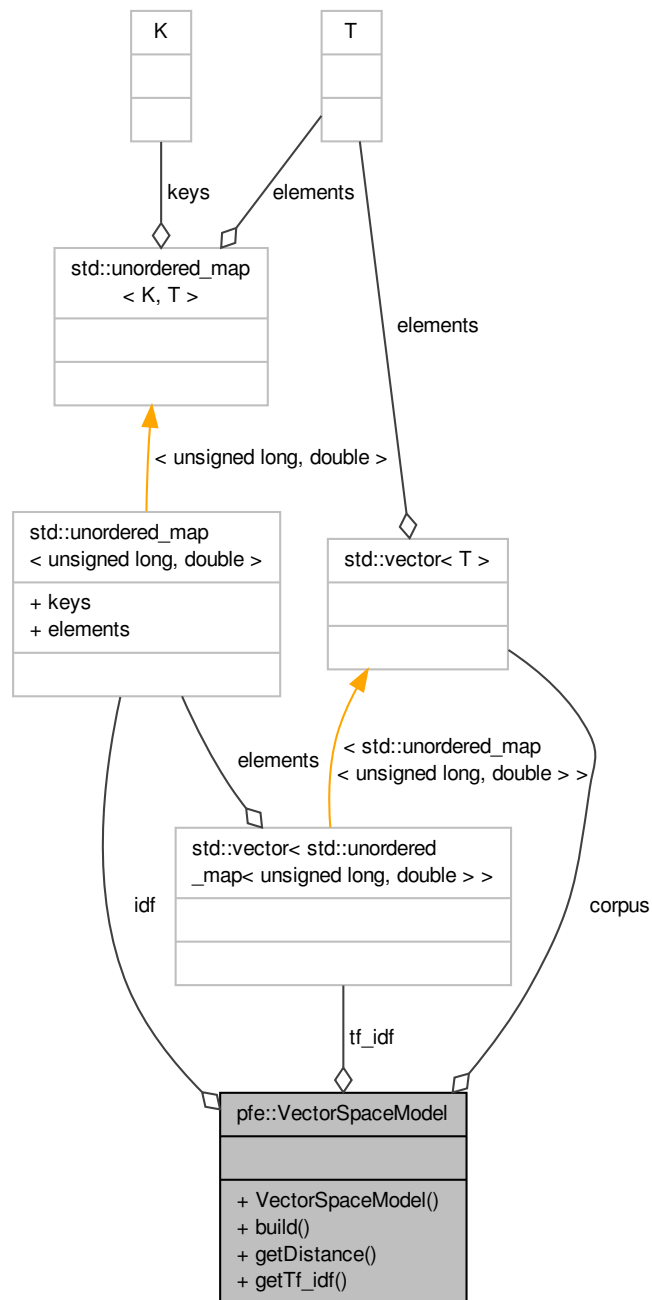 K
T
keys
elements
std::unordered_map
< K, T >
elements
< unsigned long, double >
std::unordered_map
< unsigned long, double >
+ keys
+ elements
std::vector< T >
elements
< std::unordered_map
< unsigned long, double > >
std::vector< std::unordered
_map< unsigned long, double > >
idf
corpus
tf_idf
pfe::VectorSpaceModel
+ VectorSpaceModel()
+ build()
+ getDistance()
+ getTf_idf()